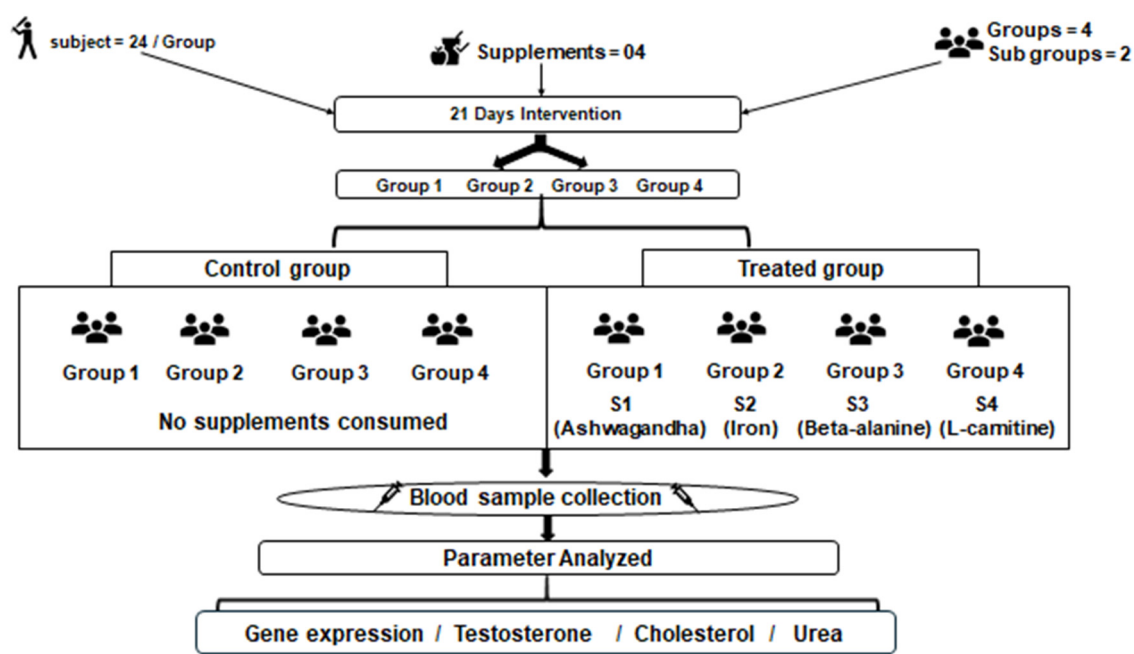 subject = 24 / Group
Supplements = 04
Groups = 4
Sub groups = 2
21 Days Intervention
Group 1 Group 2 Group 3 Group 4
Control group
Treated group
Group 1 Group 2 Group 3 Group 4
No supplements consumed
Group 1 Group 2 Group 3 Group 4
S1 S2 S3 S4
(Ashwagandha) (Iron) (Beta-alanine) (L-carnitine)
Blood sample collection
Parameter Analyzed
Gene expression / Testosterone / Cholesterol / Urea